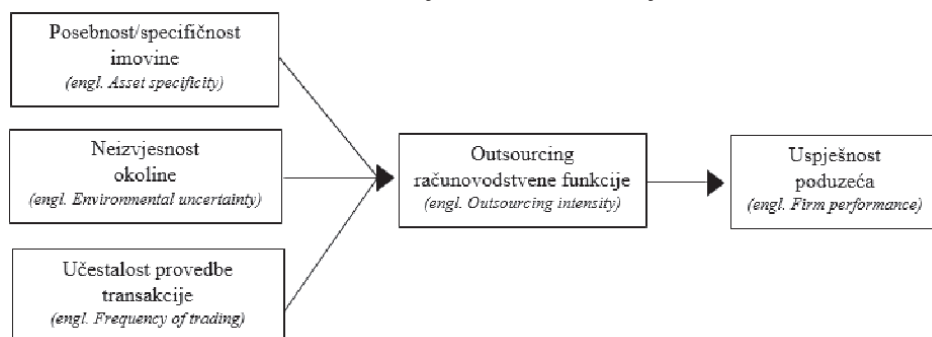 Posebnost/specifičnost
imovine
(engl. Asset specificity)
Neizvjesnost
okoline
(engl. Environmental uncertainty)
Učestalost provedbe
transakcije
(engl. Frequency of trading)
Outsourcing
računovodstvene funkcije
(engl. Outsourcing intensity)
Uspješnost
poduzeća
(engl. Firm performance)